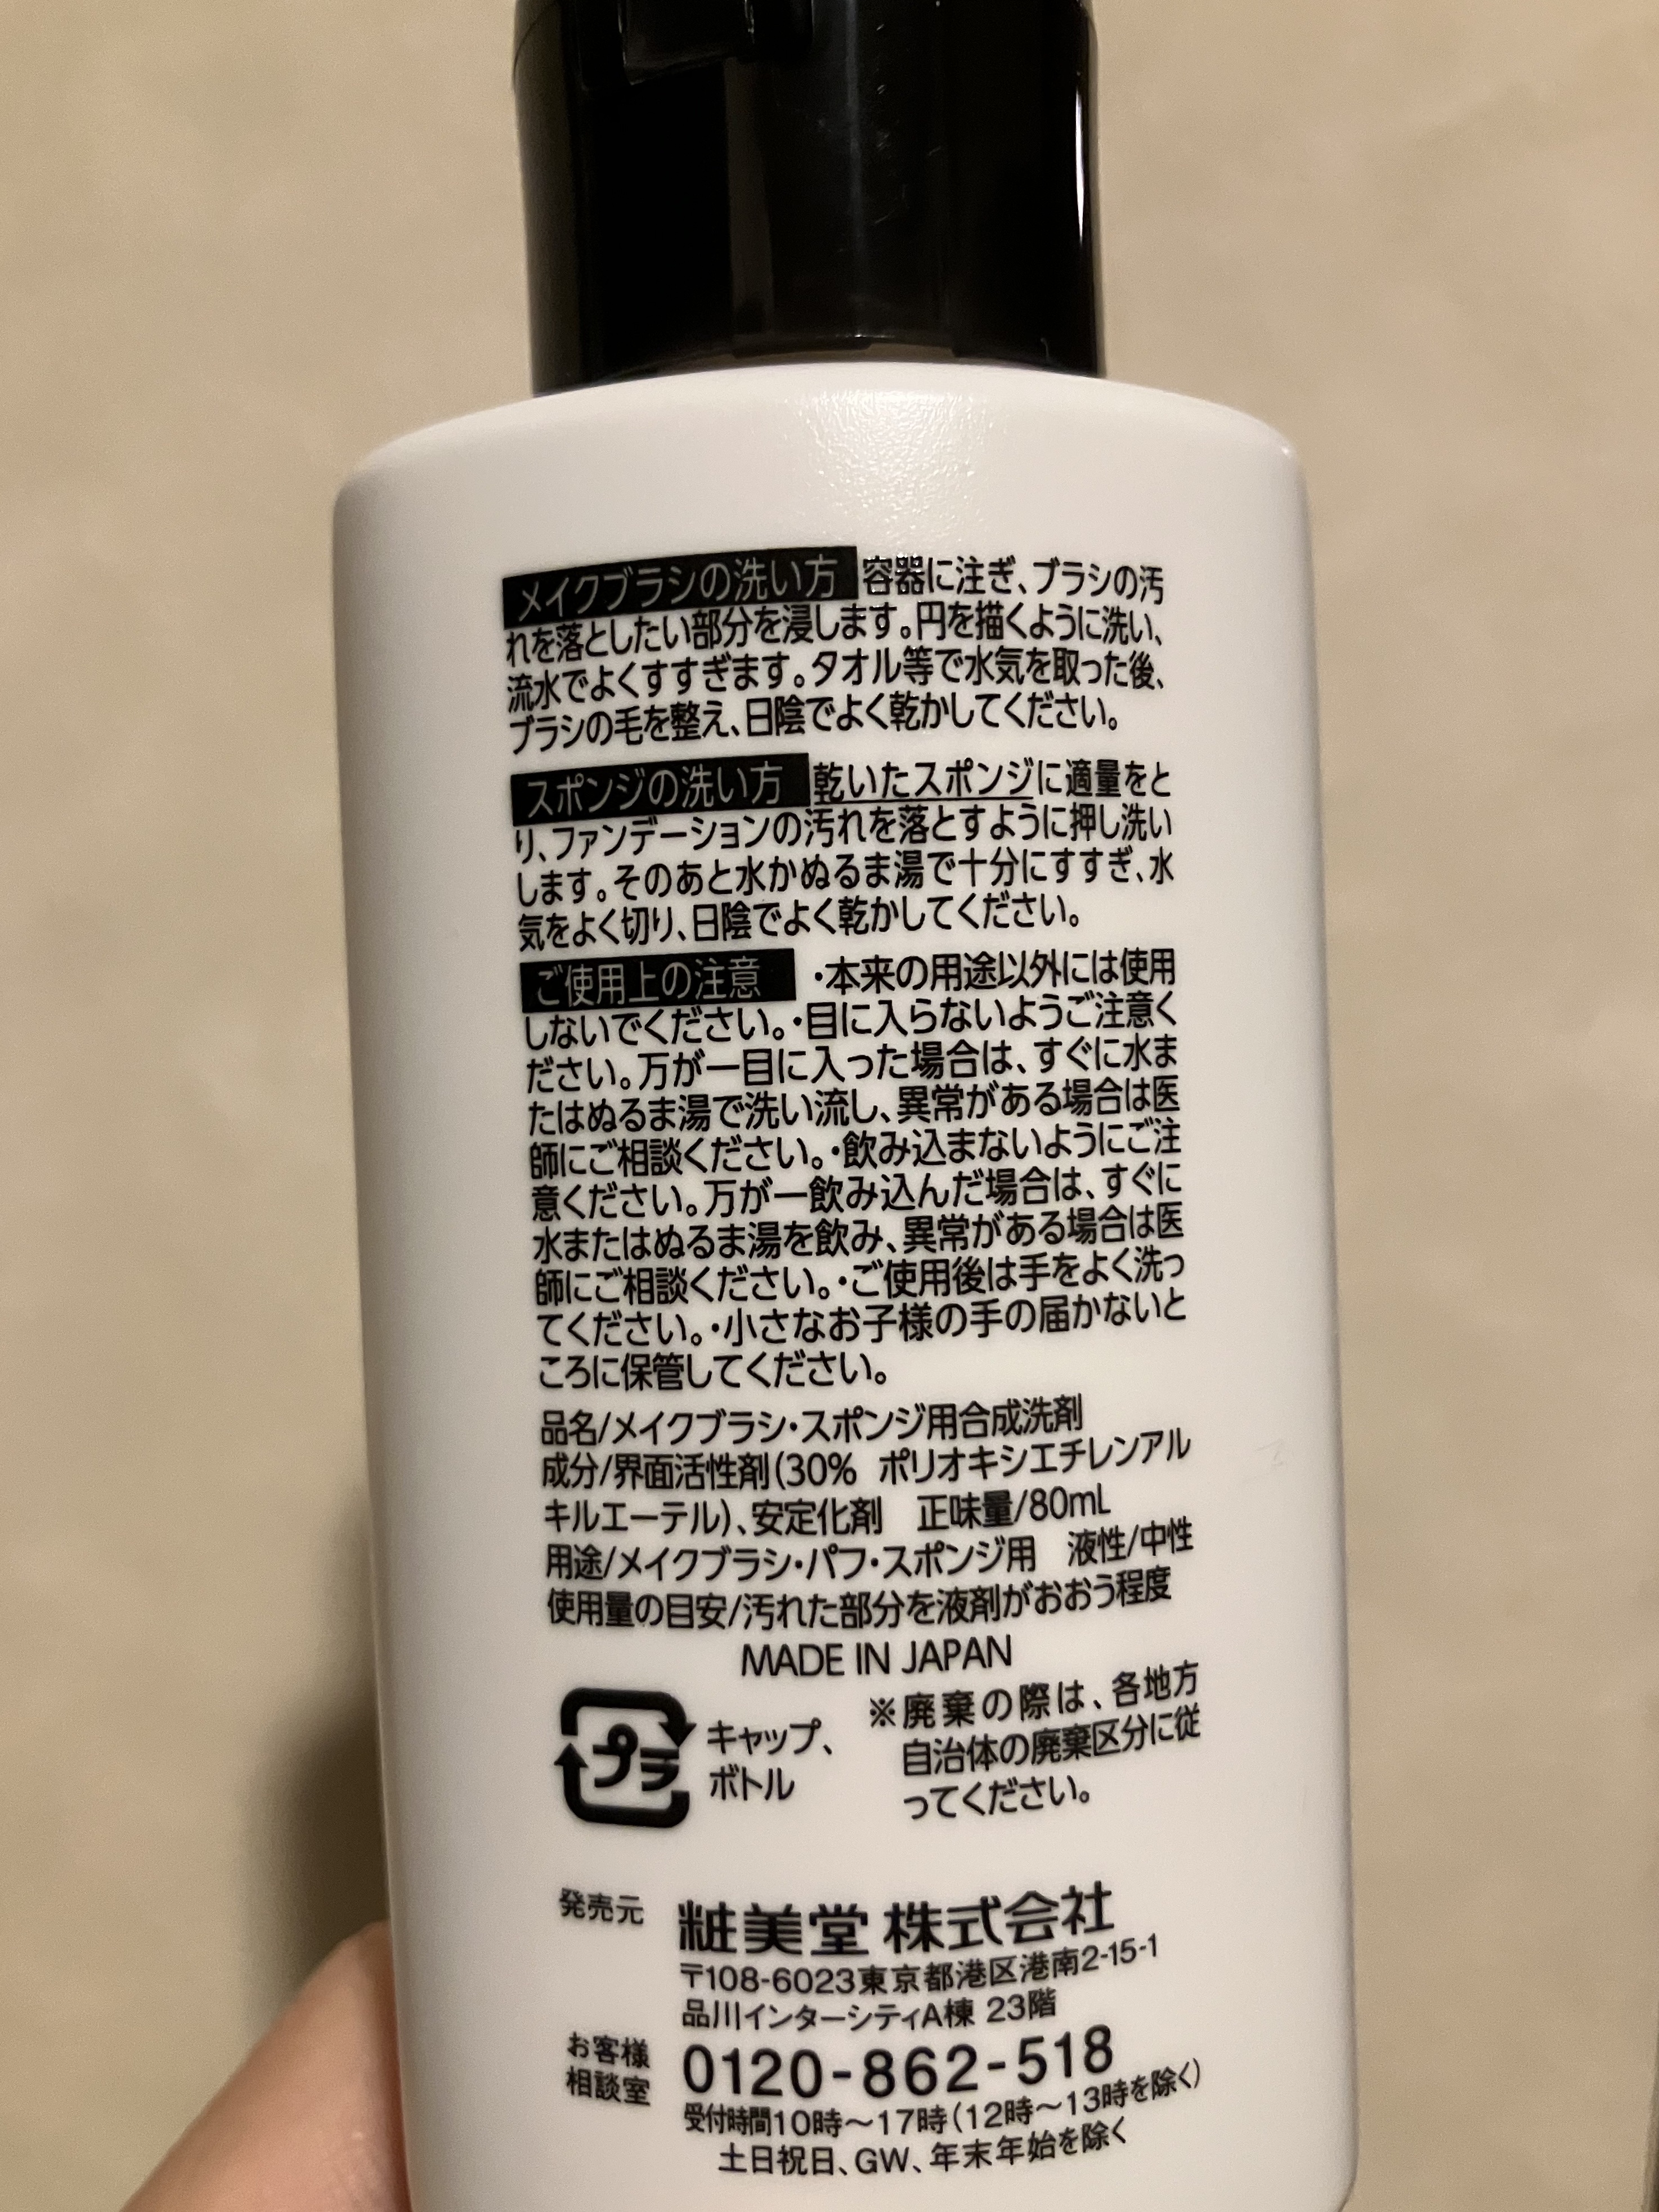 メイクブラシの洗い方 容器に注ぎ、ブラシの汚
れを落としたい部分を浸します。円を描くように洗い、
流水でよくすすぎます。タオル等で水気を取った後、
ブラシの毛を整え、日陰でよく乾かしてください。
スポンジの洗い方 乾いたスポンジに適量をと
り、ファンデーションの汚れを落とすように押し洗い
します。そのあと水かぬるま湯で十分にすすぎ、水
気をよく切り、日陰でよく乾かしてください。
ご使用上の注意 ・本来の用途以外には使用
しないでください。・目に入らないようご注意く
ださい。万が一目に入った場合は、すぐに水ま
たはぬるま湯で洗い流し、異常がある場合は医
師にご相談ください。・飲み込まないようにご注
意ください。万が一飲み込んだ場合は、すぐに
水またはぬるま湯を飲み、異常がある場合は医
師にご相談ください。・ご使用後は手をよく洗っ
てください。・小さなお子様の手の届かないと
ころに保管してください。
品名/メイクブラシ・スポンジ用合成洗剤
成分/界面活性剤(30% ポリオキシエチレンアル
キルエーテル)、安定化剤 正味量/80mL
用途/メイクブラシ・パフ・スポンジ用 液性/中性
使用量の目安/汚れた部分を液剤がおおう程度
MADE IN JAPAN
プラ
キャップ、
ボトル
※廃棄の際は、各地方
自治体の廃棄区分に従
ってください。
発売元 粧美堂 株式会社
〒108-6023東京都港区港南2-15-1
品川インターシティA棟 23階
お客様
相談室
0120-862-518
受付時間10時〜17時(12時〜13時を除く)
土日祝日、GW、年末年始を除く